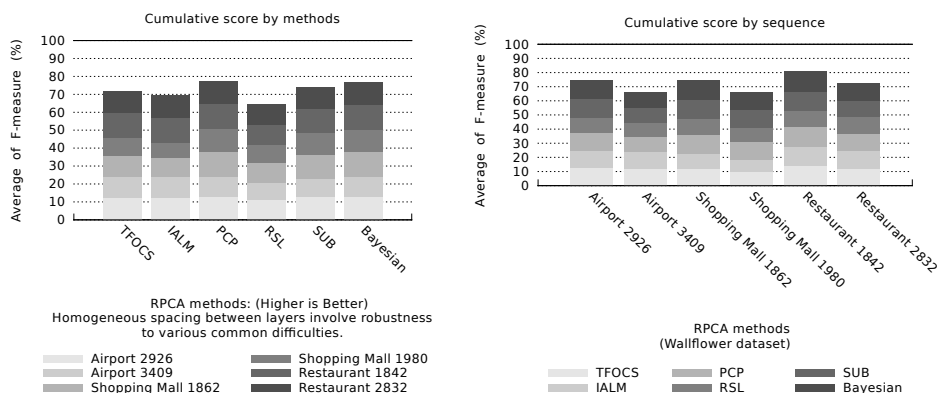 Cumulative score by methods
Average of F-measure (%)
100
90
80
70
60
50
40
30
20
10
0
TFOCS
IALM
PCP
RSL
SUB
Bayesian
RPCA methods: (Higher is Better)
Homogeneous spacing between layers involve robustness
to various common difficulties.
Airport 2926
Airport 3409
Shopping Mall 1862
Shopping Mall 1980
Restaurant 1842
Restaurant 2832
Cumulative score by sequence
Average of F-measure (%)
100
90
80
70
60
50
40
30
20
10
0
Airport 2926
Airport 3409
Shopping Mall 1862
Shopping Mall 1980
Restaurant 1842
Restaurant 2832
RPCA methods
(Wallflower dataset)
TFOCS
IALM
PCP
RSL
SUB
Bayesian